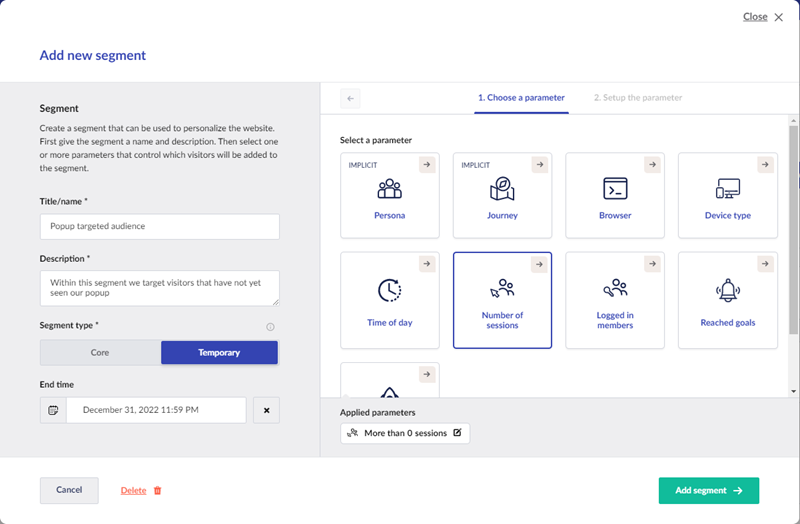 Close
Add new segment
1. Choose a parameter
2. Setup the parameter
Segment
Create a segment that can be used to personalize the website.
First give the segment a name and description. Then select one
or more parameters that control which visitors will be added to
the segment.
Title/name *
Popup targeted audience
Description *
Within this segment we target visitors that have not yet
seen our popup
Segment type *
Core
Temporary
End time
December 31, 2022 11:59 PM
Select a parameter
IMPLICIT
Persona
IMPLICIT
Journey
Browser
Device type
Time of day
Number of
sessions
Logged in
members
Reached goals
Applied parameters
More than 0 sessions
Cancel
Delete
Add segment